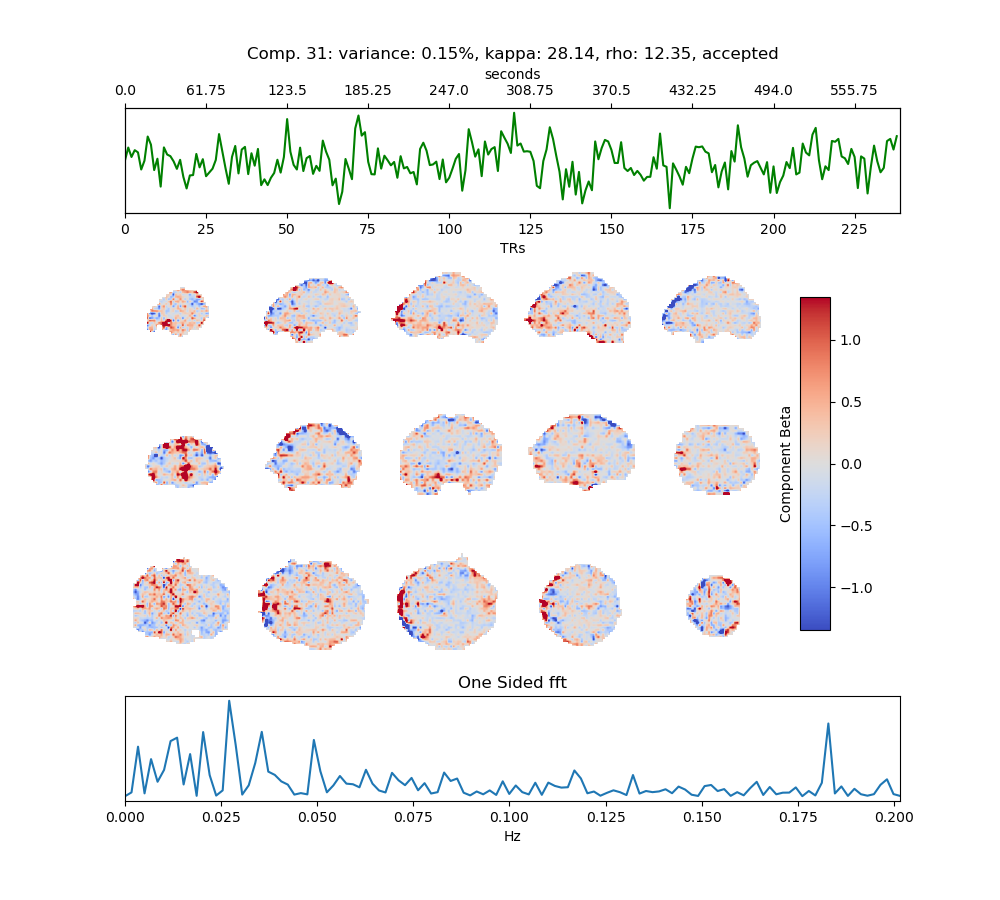 Comp. 31: variance: 0.15%, kappa: 28.14, rho: 12.35, accepted
seconds
0.0 61.75 123.5 185.25 247.0 308.75 370.5 432.25 494.0 555.75
0 25 50 75 100 125 150 175 200 225
TRs
1.0
0.5
0.0
−0.5
−1.0
Component Beta
One Sided fft
0.000 0.025 0.050 0.075 0.100 0.125 0.150 0.175 0.200
Hz